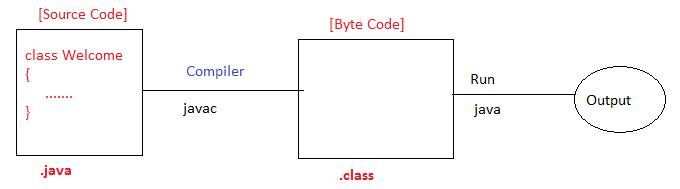 [Source Code]
class Welcome
{
.......
}
.java
Compiler
javac
[Byte Code]
.class
Run
java
Output